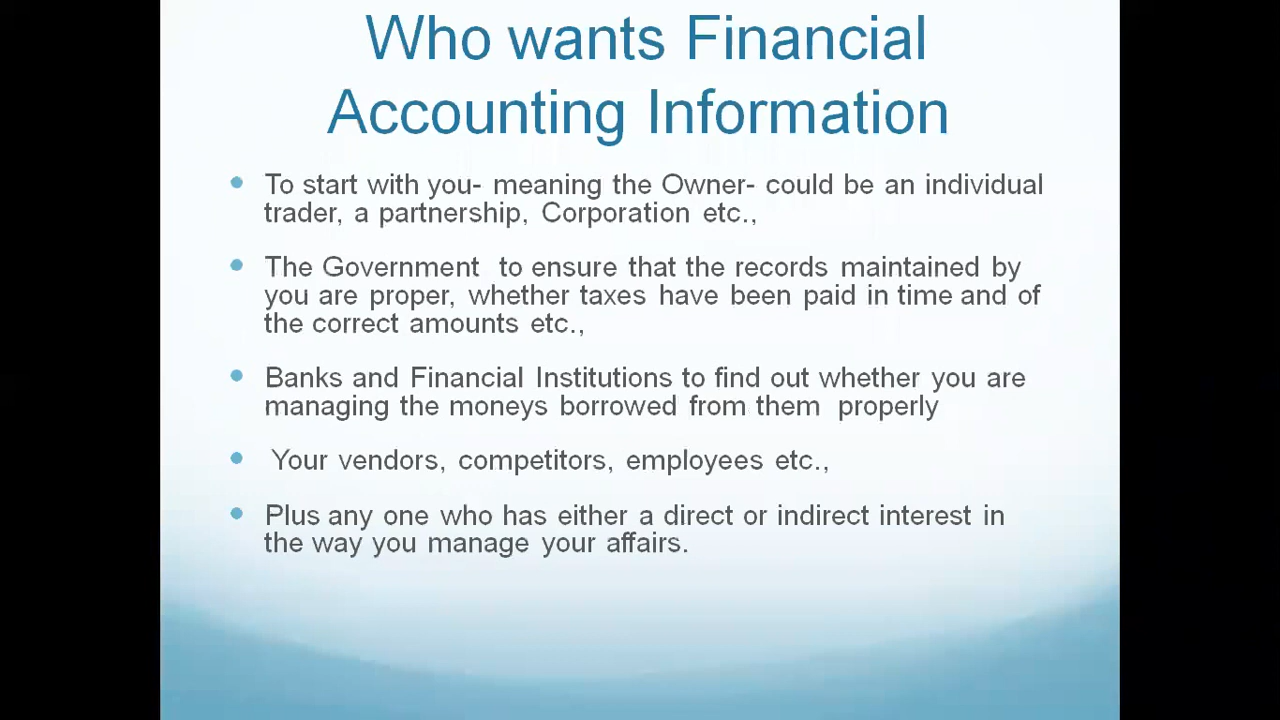 Who wants Financial
Accounting Information
To start with you- meaning the Owner- could be an individual
trader, a partnership, Corporation etc.,
The Government  to ensure that the records maintained by
you are proper, whether taxes have been paid in time and of
the correct amounts etc.,
Banks and Financial Institutions to find out whether you are
managing the moneys borrowed from them  properly
Your vendors, competitors, employees etc.,
Plus any one who has either a direct or indirect interest in
the way you manage your affairs.